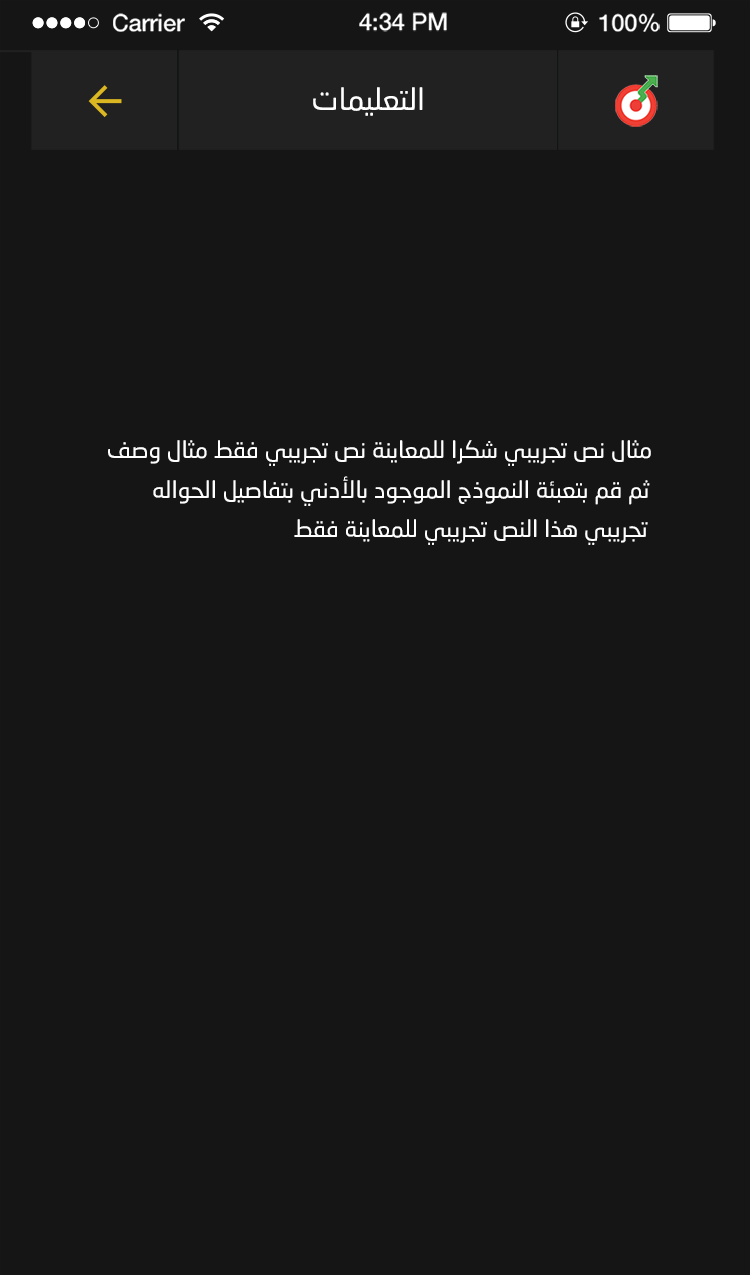 Carrier 4:34 PM 100%
التعليمات
مثال نص تجريبي شكرا للمعاينة نص تجريبي فقط مثال وصف
ثم قم بتعبئة النموذج الموجود بالأدني بتفاصيل الحواله
تجريبي هذا النص تجريبي للمعاينة فقط